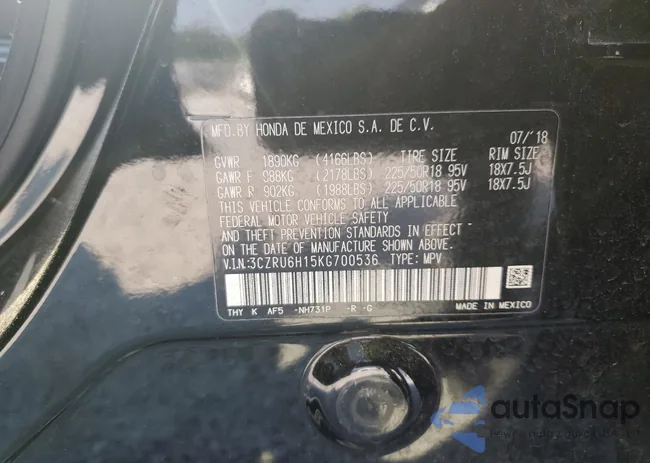 MFD.BY HONDA DE MEXICO S.A. DE C.V.
07/'18
GVWR 1890KG (4166LBS) TIRE SIZE RIM SIZE
GAWR F 988KG (2178LBS) 225/50R18 95V 18X7.5J
GAWR R 902KG (1988LBS) 225/50R18 95V 18X7.5J
THIS VEHICLE CONFORMS TO ALL APPLICABLE
FEDERAL MOTOR VEHICLE SAFETY
AND THEFT PREVENTION STANDARDS IN EFFECT
ON THE DATE OF MANUFACTURE SHOWN ABOVE.
V.I.N:3CZRU6H15KG700536 TYPE: MPV
THY K AF5 -NH731P -R -G MADE IN MEXICO
autaSnap